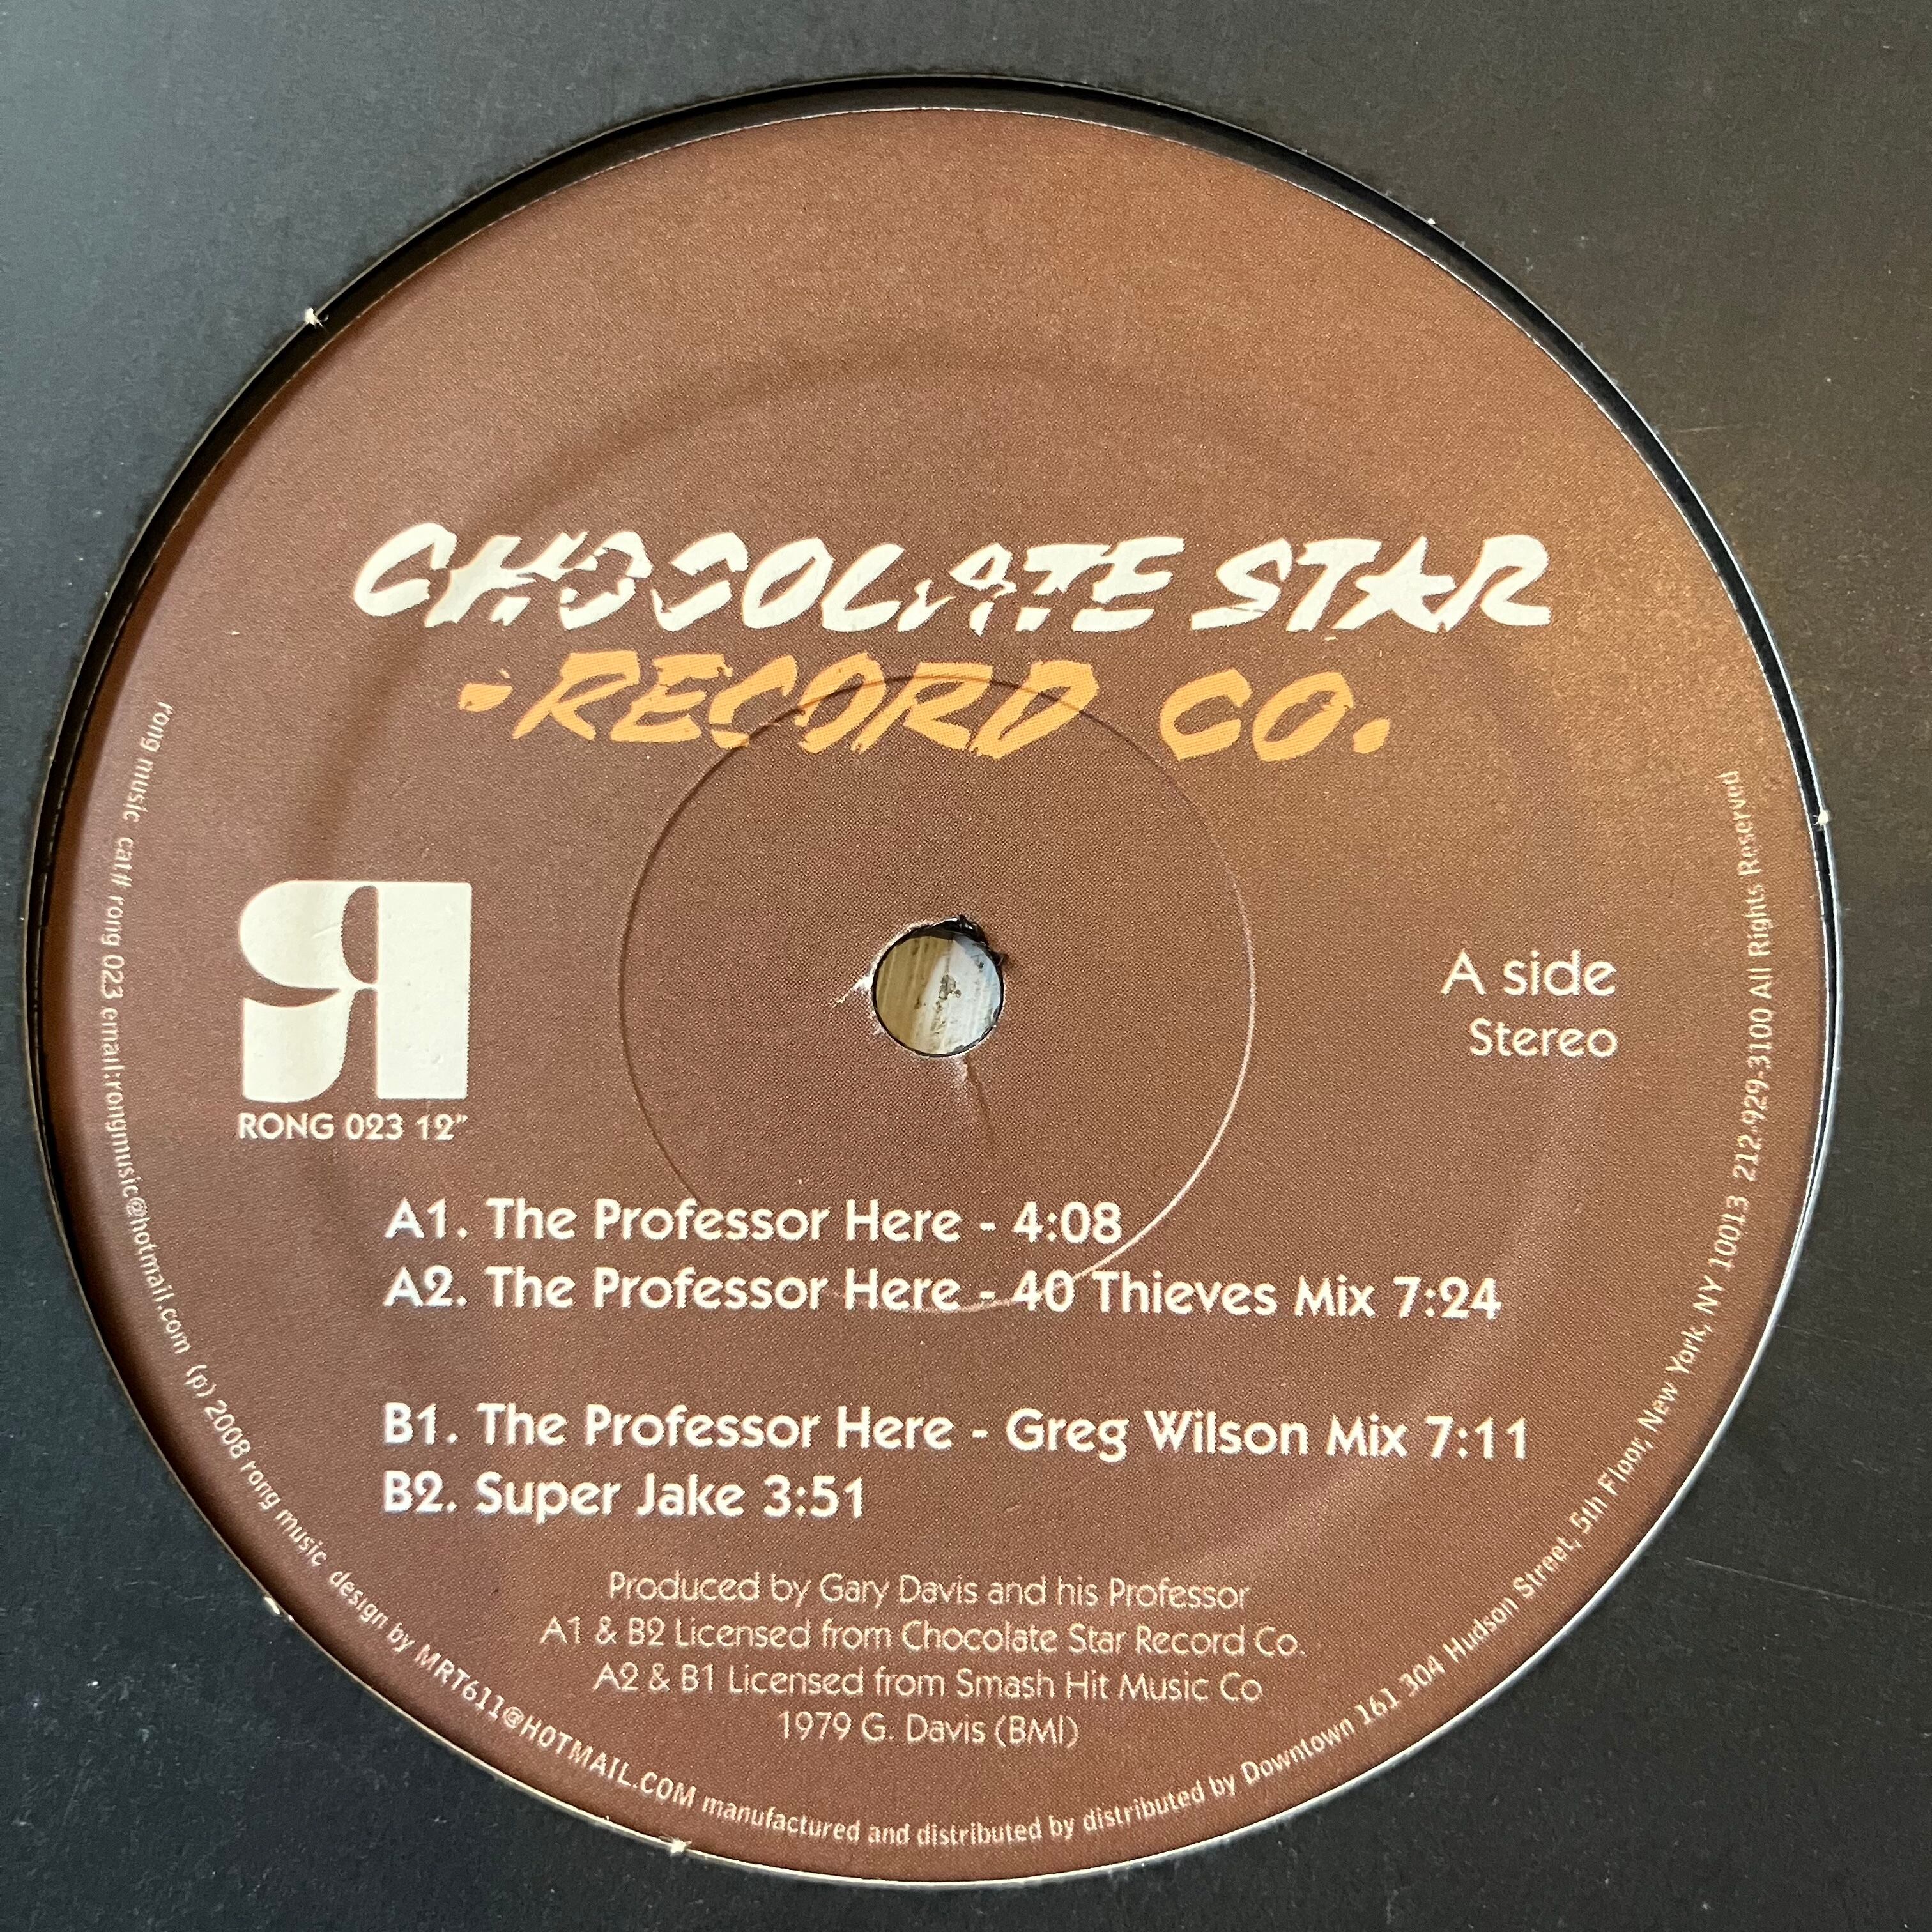 CHOCOLATE STAR
-RECORD CO.
R
RONG 023 12”
A side
Stereo
A1. The Professor Here - 4:08
A2. The Professor Here - 40 Thieves Mix 7:24
B1. The Professor Here - Greg Wilson Mix 7:11
B2. Super Jake 3:51
Produced by Gary Davis and his Professor
A1 & B2 Licensed from Chocolate Star Record Co.
A2 & B1 Licensed from Smash Hit Music Co
1979 G. Davis (BMI)
rong music cat# rong 023 email:rongmusic@hotmail.com (p) 2008 rong music design by MRT611@HOTMAIL.COM manufactured and distributed by distributed by Downtown 161 304 Hudson Street, 5th Floor, New York, NY 10013 212-929-3100 All Rights Reserved